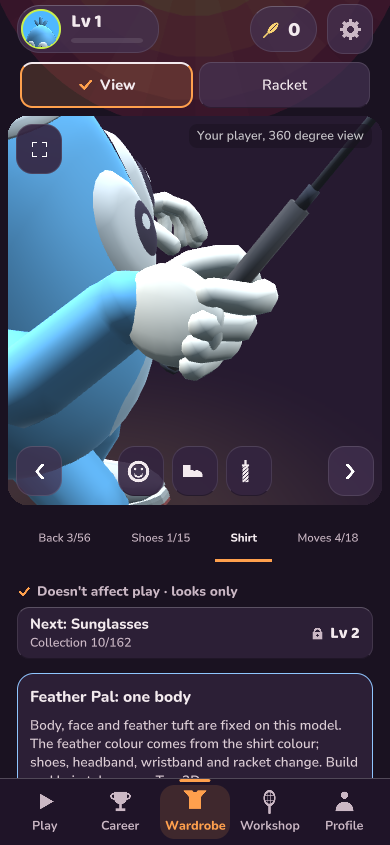 Lv 1
0
View
Racket
Your player, 360 degree view
Back 3/56
Shoes 1/15
Shirt
Moves 4/18
Doesn't affect play · looks only
Next: Sunglasses
Collection 10/162
Lv 2
Feather Pal: one body
Body, face and feather tuft are fixed on this model.
The feather colour comes from the shirt colour;
shoes, headband, wristband and racket change. Build
Play
Career
Wardrobe
Workshop
Profile